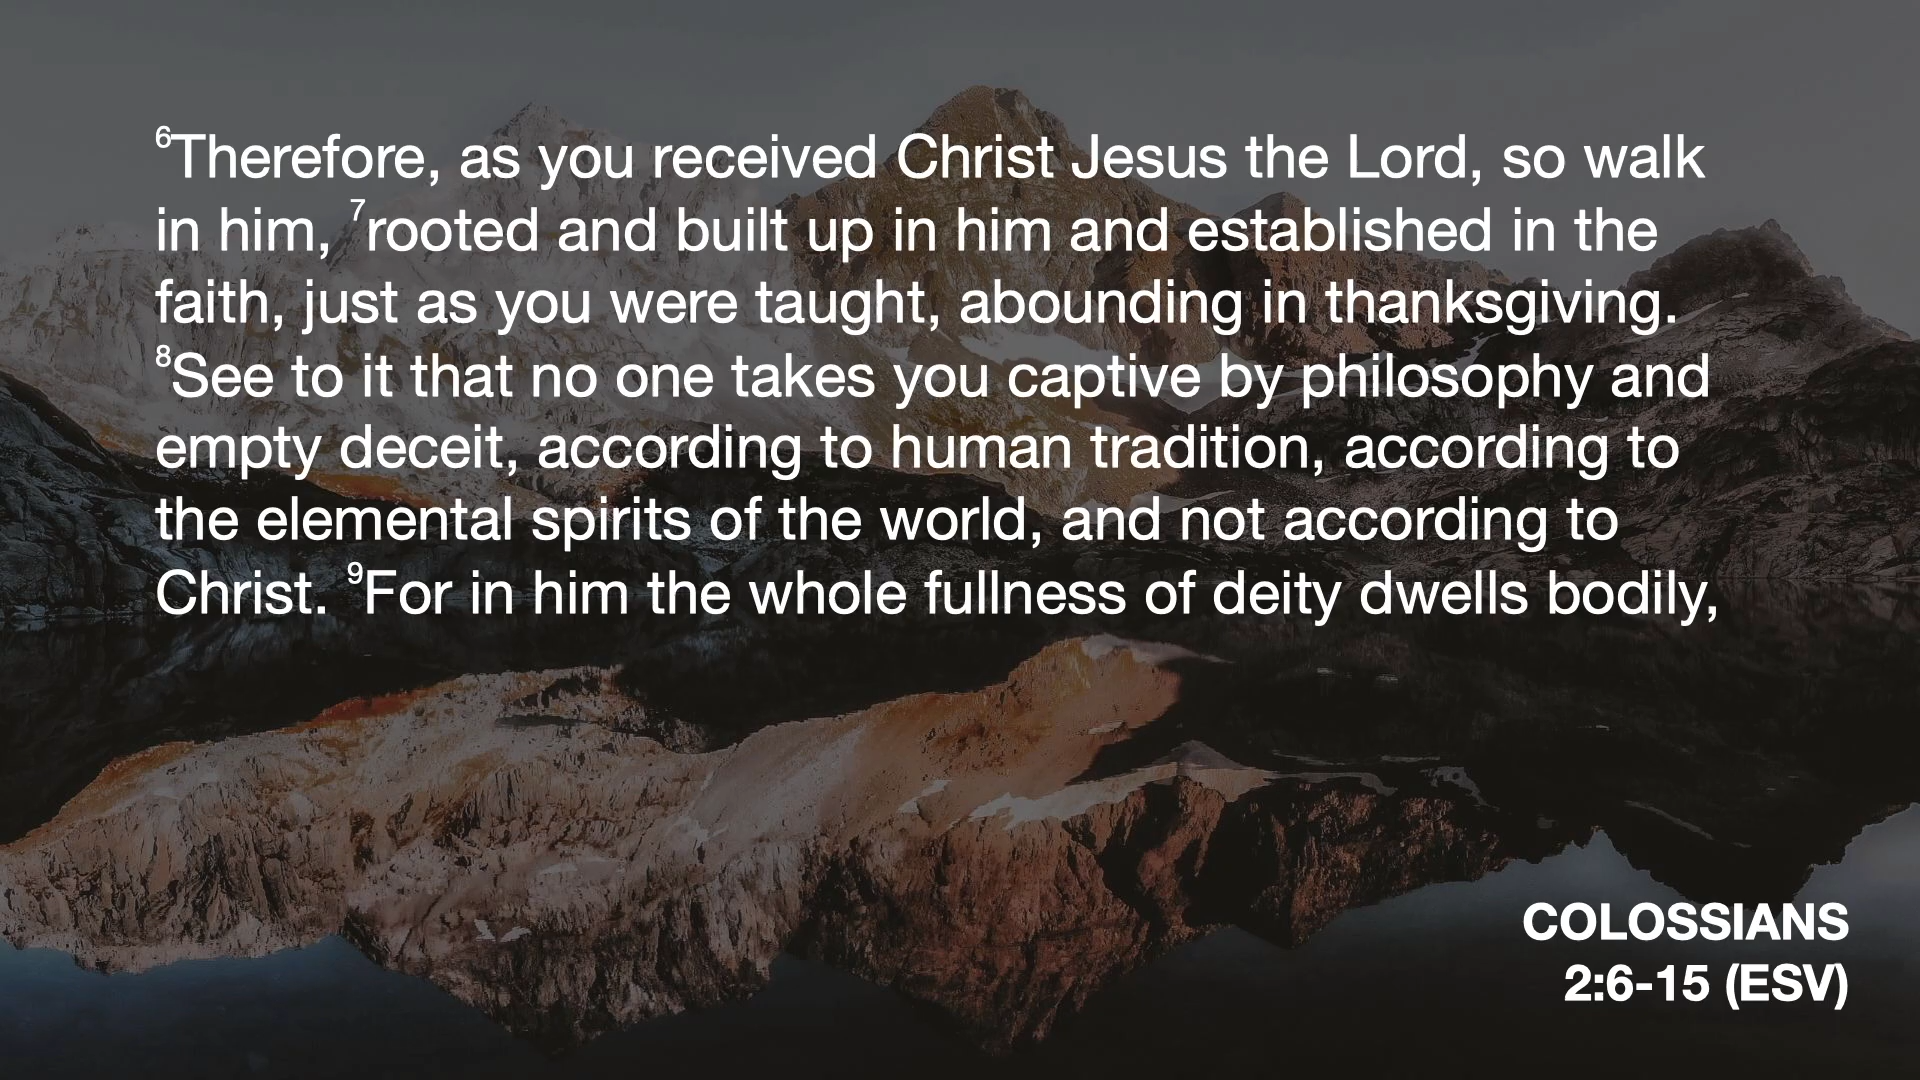 ⁶Therefore, as you received Christ Jesus the Lord, so walk
in him, ⁷rooted and built up in him and established in the
faith, just as you were taught, abounding in thanksgiving.
⁸See to it that no one takes you captive by philosophy and
empty deceit, according to human tradition, according to
the elemental spirits of the world, and not according to
Christ. ⁹For in him the whole fullness of deity dwells bodily,
COLOSSIANS
2:6-15 (ESV)